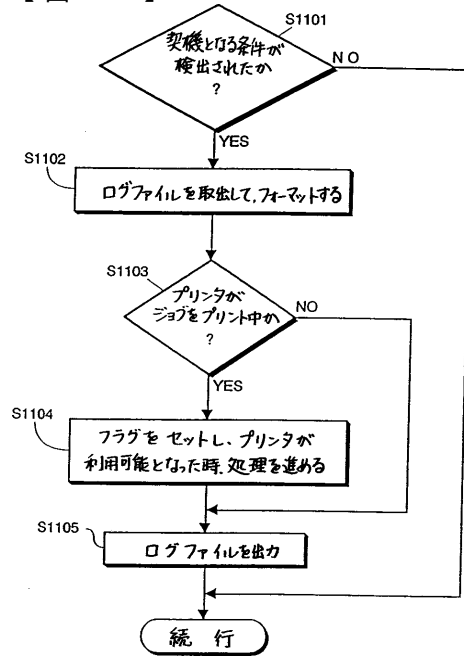 S1101
契機となる条件が
検出されたか
?
NO
YES
S1102
ログファイルを取出して、フォーマットする
S1103
プリンタが
ジョブをプリント中か
?
NO
YES
S1104
フラグをセットし、プリンタが
利用可能となった時、処理を進める
S1105
ログファイルを出力
続 行